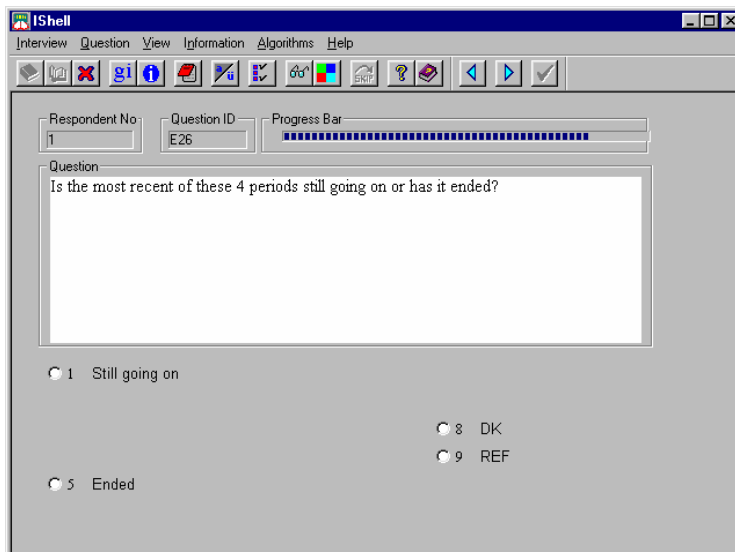 IShell
Interview Question View Information Algorithms Help
gi i a/ü SKIP ?
Respondent No Question ID Progress Bar
1 E26
Question
Is the most recent of these 4 periods still going on or has it ended?
1 Still going on
8 DK
9 REF
5 Ended